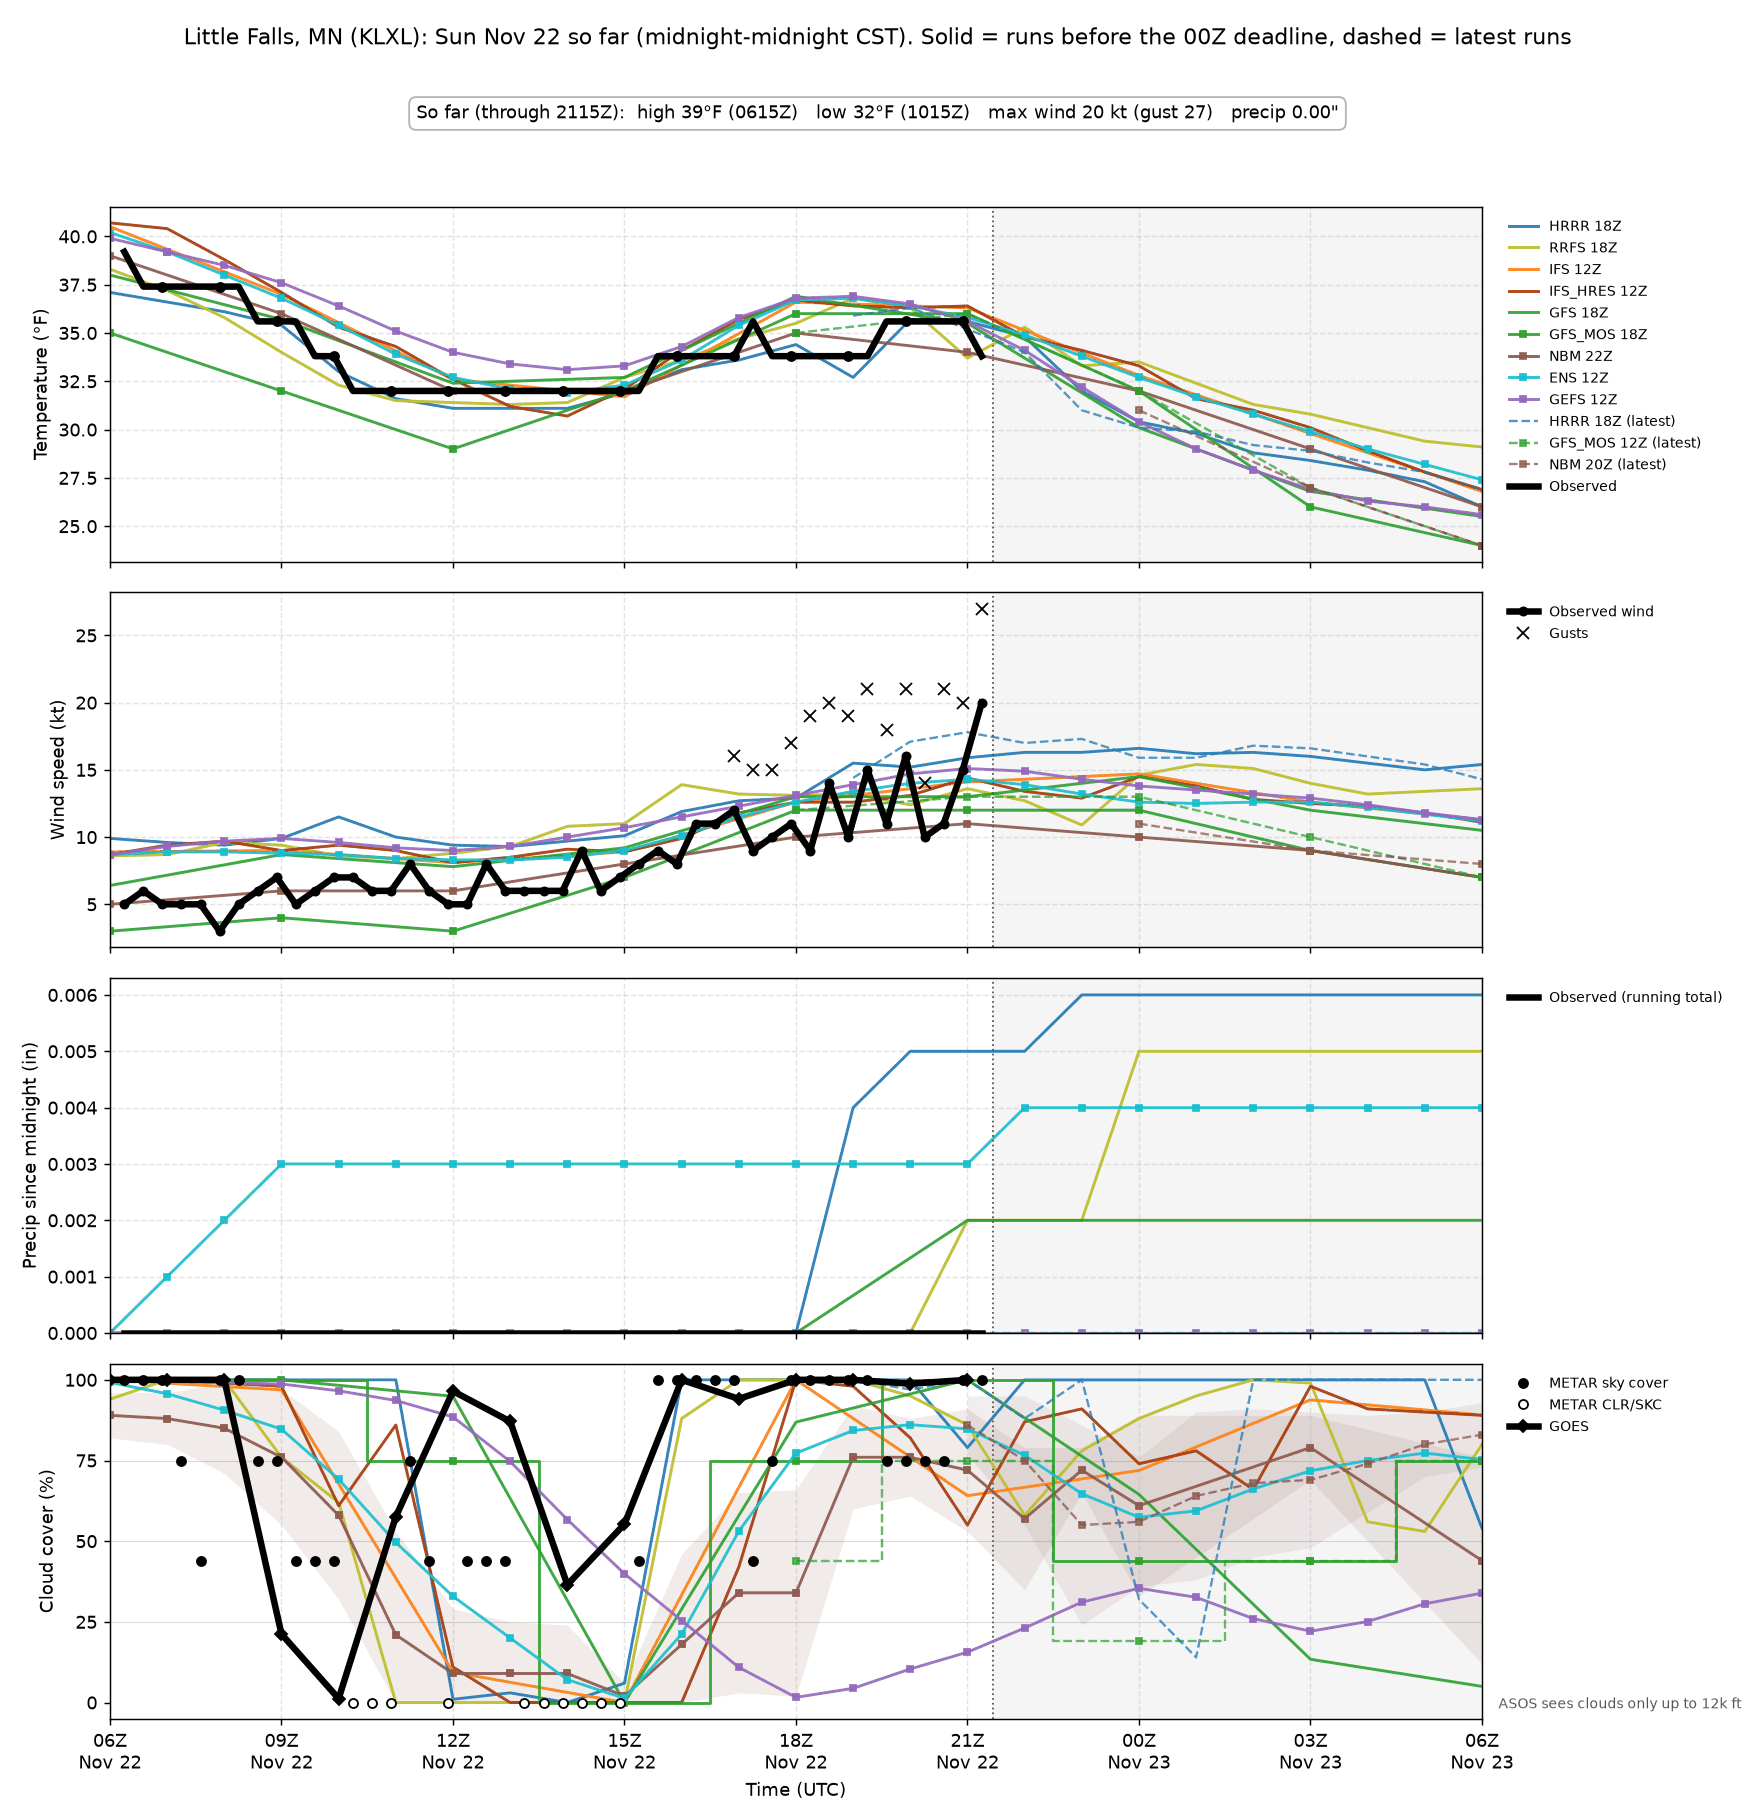 Little Falls, MN (KLXL): Sun Nov 22 so far (midnight-midnight CST). Solid = runs before the 00Z deadline, dashed = latest runs
So far (through 2115Z):  high 39°F (0615Z)   low 32°F (1015Z)   max wind 20 kt (gust 27)   precip 0.00"
Temperature (°F)
40.0
37.5
35.0
32.5
30.0
27.5
25.0
HRRR 18Z
RRFS 18Z
IFS 12Z
IFS_HRES 12Z
GFS 18Z
GFS_MOS 18Z
NBM 22Z
ENS 12Z
GEFS 12Z
HRRR 18Z (latest)
GFS_MOS 12Z (latest)
NBM 20Z (latest)
Observed
Wind speed (kt)
25
20
15
10
5
Observed wind
Gusts
Precip since midnight (in)
0.006
0.005
0.004
0.003
0.002
0.001
0.000
Observed (running total)
Cloud cover (%)
100
75
50
25
0
METAR sky cover
METAR CLR/SKC
GOES
ASOS sees clouds only up to 12k ft
06Z
Nov 22
09Z
Nov 22
12Z
Nov 22
15Z
Nov 22
18Z
Nov 22
21Z
Nov 22
00Z
Nov 23
03Z
Nov 23
06Z
Nov 23
Time (UTC)